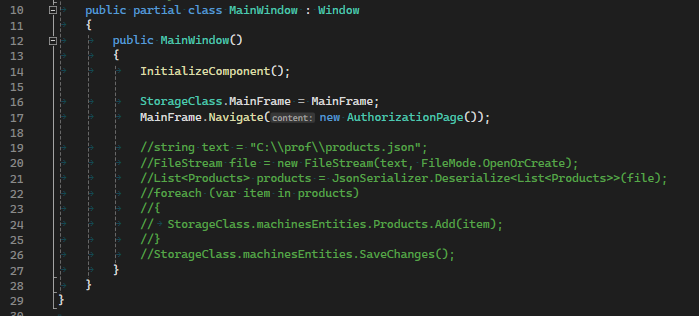 10 public partial class MainWindow : Window
11 {
12 public MainWindow()
13 {
14 InitializeComponent();
15
16 StorageClass.MainFrame = MainFrame;
17 MainFrame.Navigate(content: new AuthorizationPage());
18
19 //string text = "C:\\prof\\products.json";
20 //FileStream file = new FileStream(text, FileMode.OpenOrCreate);
21 //List<Products> products = JsonSerializer.Deserialize<List<Products>>(file);
22 //foreach (var item in products)
23 //{
24 // StorageClass.machinesEntities.Products.Add(item);
25 //}
26 //StorageClass.machinesEntities.SaveChanges();
27 }
28 }
29 }
30